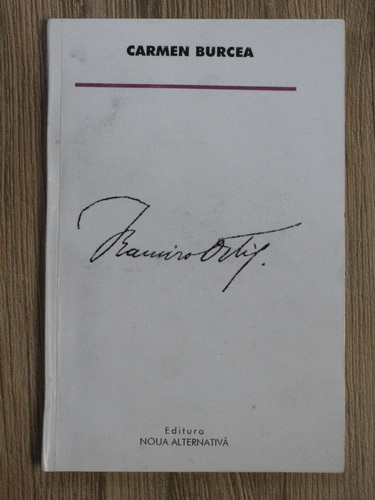 CARMEN BURCEA
Ramiro Ortiz.
Editura
NOUA ALTERNATIVĂ